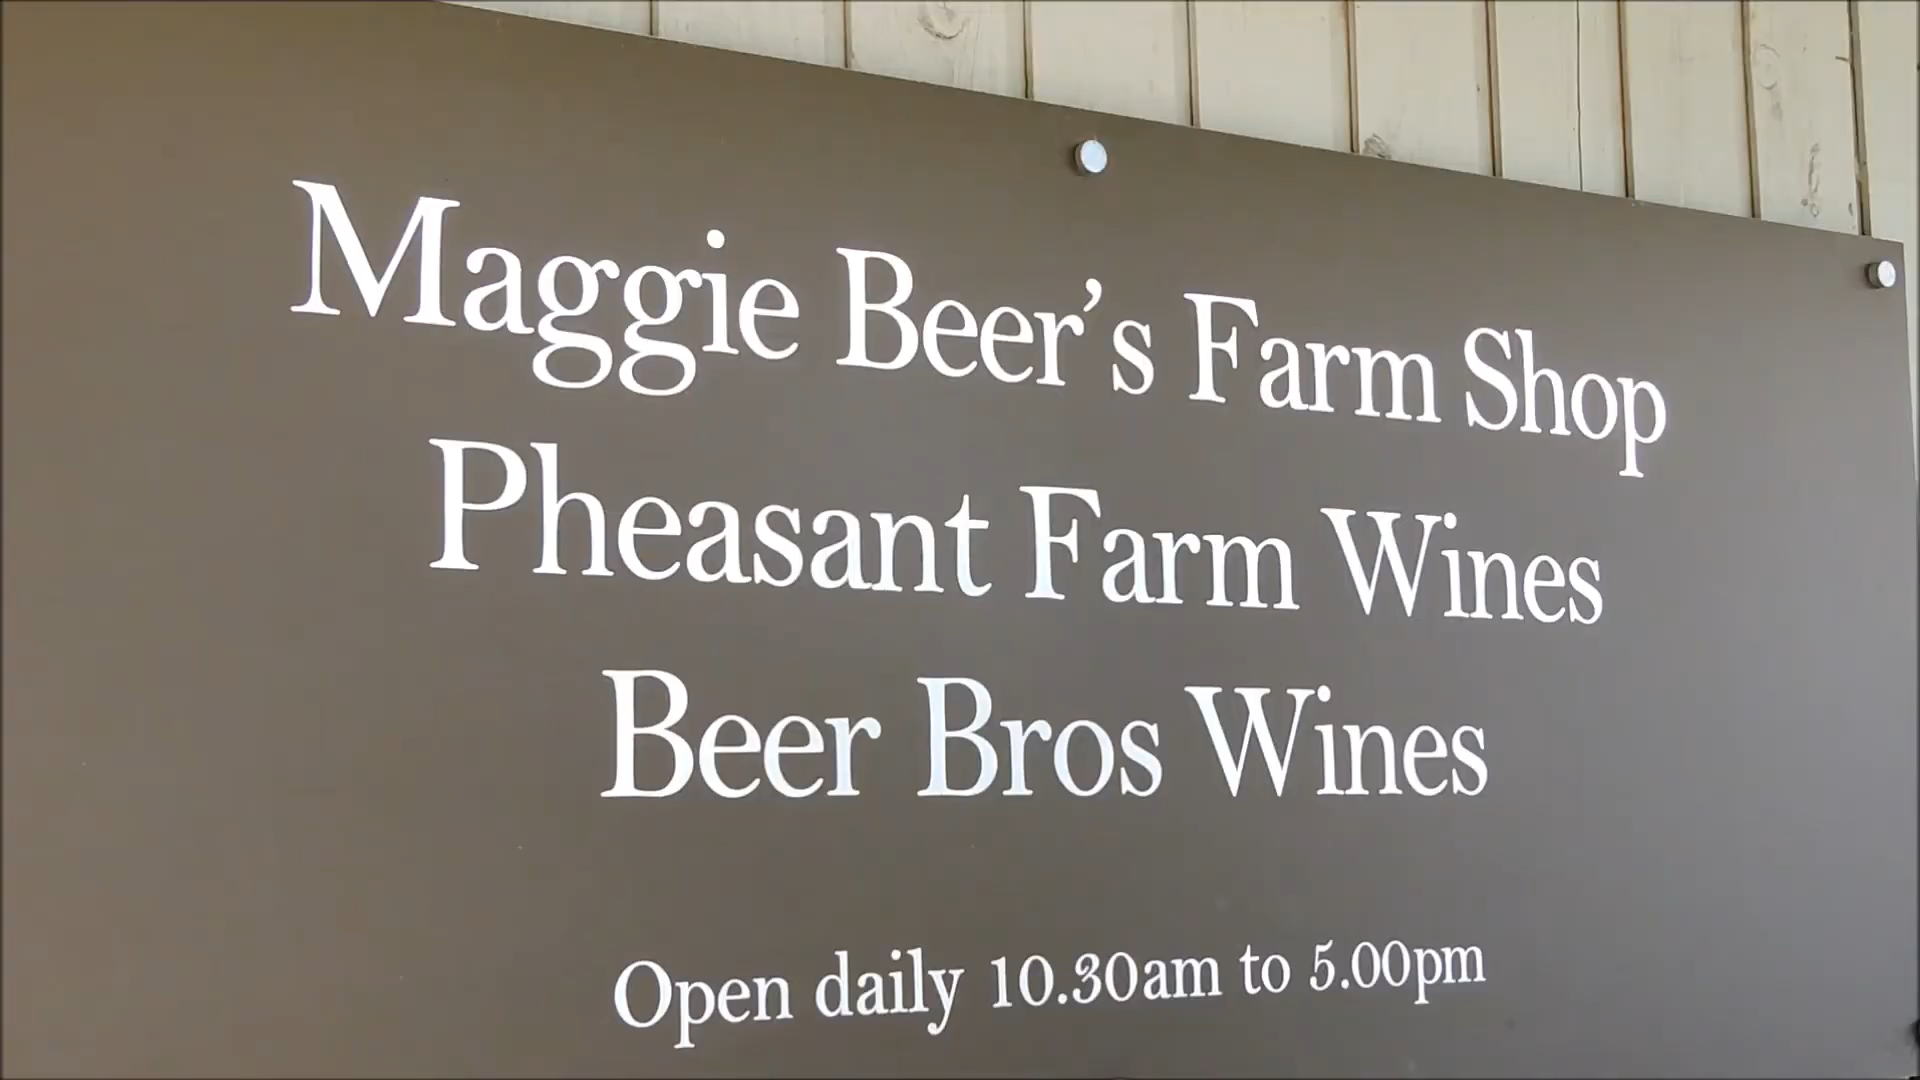 Maggie Beer's Farm Shop
Pheasant Farm Wines
Beer Bros Wines
Open daily 10.30am to 5.00pm